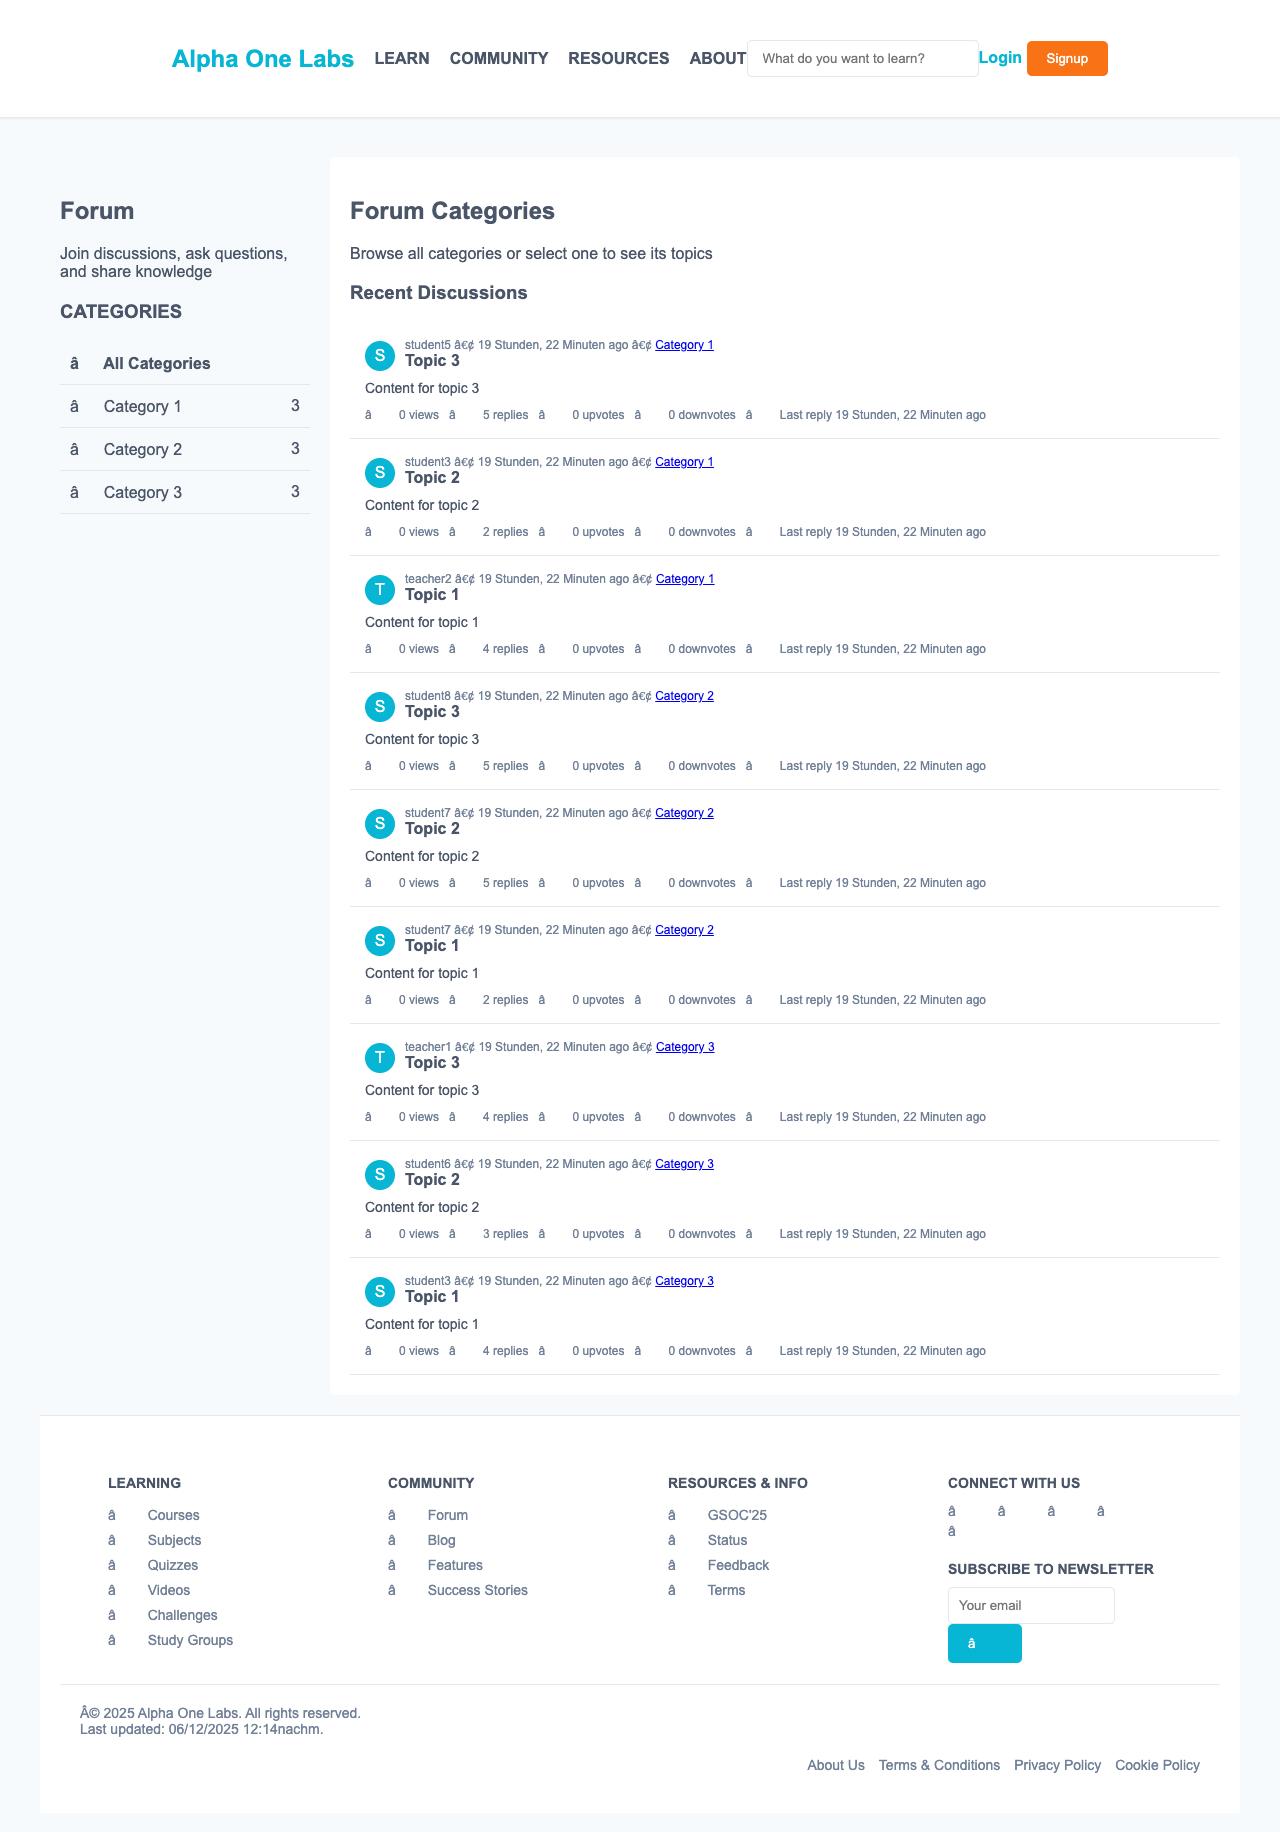 Alpha One Labs LEARN COMMUNITY RESOURCES ABOUT What do you want to learn? Login Signup
Forum
Join discussions, ask questions,
and share knowledge
CATEGORIES
â All Categories
â Category 1 3
â Category 2 3
â Category 3 3
Forum Categories
Browse all categories or select one to see its topics
Recent Discussions
S student5 â€¢ 19 Stunden, 22 Minuten ago â€¢ Category 1
Topic 3
Content for topic 3
â 0 views â 5 replies â 0 upvotes â 0 downvotes â Last reply 19 Stunden, 22 Minuten ago
S student3 â€¢ 19 Stunden, 22 Minuten ago â€¢ Category 1
Topic 2
Content for topic 2
â 0 views â 2 replies â 0 upvotes â 0 downvotes â Last reply 19 Stunden, 22 Minuten ago
T teacher2 â€¢ 19 Stunden, 22 Minuten ago â€¢ Category 1
Topic 1
Content for topic 1
â 0 views â 4 replies â 0 upvotes â 0 downvotes â Last reply 19 Stunden, 22 Minuten ago
S student8 â€¢ 19 Stunden, 22 Minuten ago â€¢ Category 2
Topic 3
Content for topic 3
â 0 views â 5 replies â 0 upvotes â 0 downvotes â Last reply 19 Stunden, 22 Minuten ago
S student7 â€¢ 19 Stunden, 22 Minuten ago â€¢ Category 2
Topic 2
Content for topic 2
â 0 views â 5 replies â 0 upvotes â 0 downvotes â Last reply 19 Stunden, 22 Minuten ago
S student7 â€¢ 19 Stunden, 22 Minuten ago â€¢ Category 2
Topic 1
Content for topic 1
â 0 views â 2 replies â 0 upvotes â 0 downvotes â Last reply 19 Stunden, 22 Minuten ago
T teacher1 â€¢ 19 Stunden, 22 Minuten ago â€¢ Category 3
Topic 3
Content for topic 3
â 0 views â 4 replies â 0 upvotes â 0 downvotes â Last reply 19 Stunden, 22 Minuten ago
S student6 â€¢ 19 Stunden, 22 Minuten ago â€¢ Category 3
Topic 2
Content for topic 2
â 0 views â 3 replies â 0 upvotes â 0 downvotes â Last reply 19 Stunden, 22 Minuten ago
S student3 â€¢ 19 Stunden, 22 Minuten ago â€¢ Category 3
Topic 1
Content for topic 1
â 0 views â 4 replies â 0 upvotes â 0 downvotes â Last reply 19 Stunden, 22 Minuten ago
LEARNING
â Courses
â Subjects
â Quizzes
â Videos
â Challenges
â Study Groups
COMMUNITY
â Forum
â Blog
â Features
â Success Stories
RESOURCES & INFO
â GSOC'25
â Status
â Feedback
â Terms
CONNECT WITH US
â â â â
â
SUBSCRIBE TO NEWSLETTER
Your email
â
Â© 2025 Alpha One Labs. All rights reserved.
Last updated: 06/12/2025 12:14nachm.
About Us Terms & Conditions Privacy Policy Cookie Policy